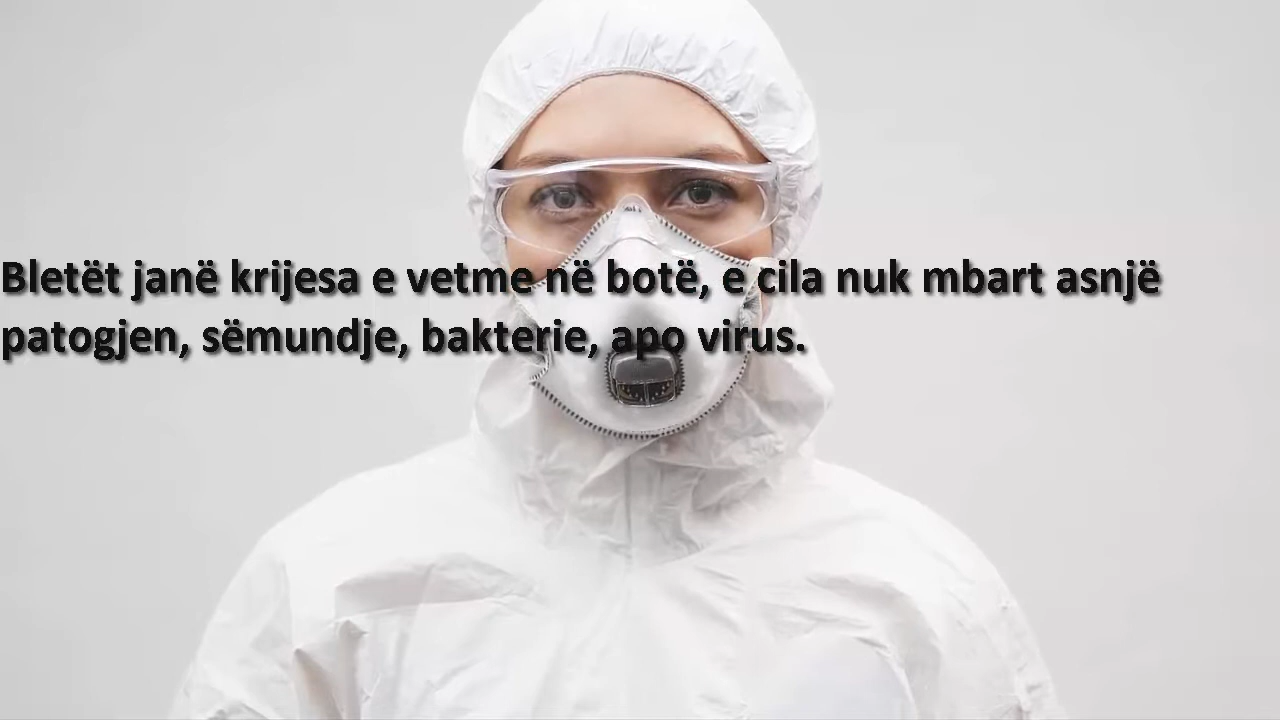 Bletët janë krijesa e vetme në botë, e cila nuk mbart asnjë
patogjen, sëmundje, bakterie, apo virus.